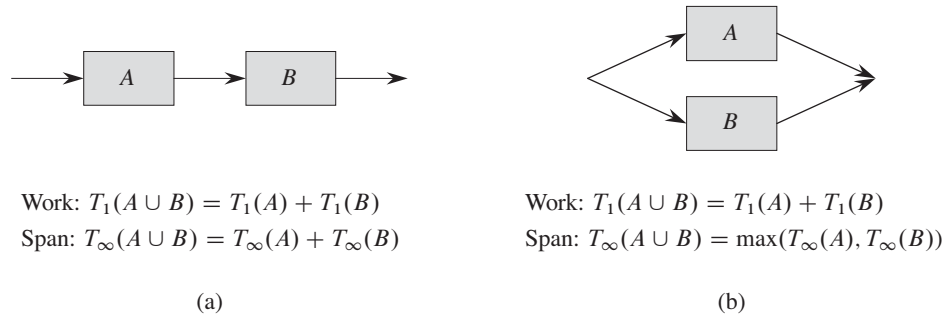 A
B
Work: T₁(A ∪ B) = T₁(A) + T₁(B)
Span: T∞(A ∪ B) = T∞(A) + T∞(B)
(a)
A
B
Work: T₁(A ∪ B) = T₁(A) + T₁(B)
Span: T∞(A ∪ B) = max(T∞(A), T∞(B))
(b)